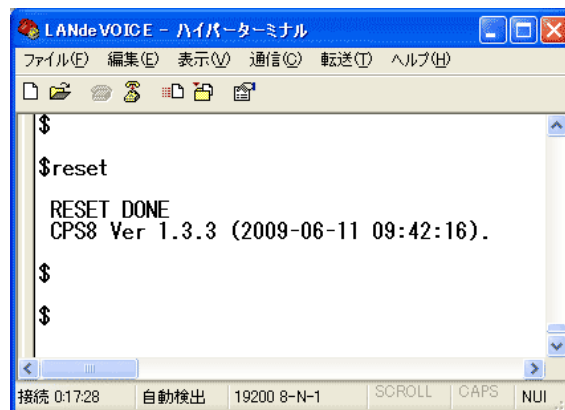 LANdeVOICE - ハイパーターミナル
ファイル(F) 編集(E) 表示(V) 通信(C) 転送(T) ヘルプ(H)
$
$reset
RESET DONE
CPS8 Ver 1.3.3 (2009-06-11 09:42:16).
$
$
接続 0:17:28 自動検出 19200 8-N-1 SCROLL CAPS NUI